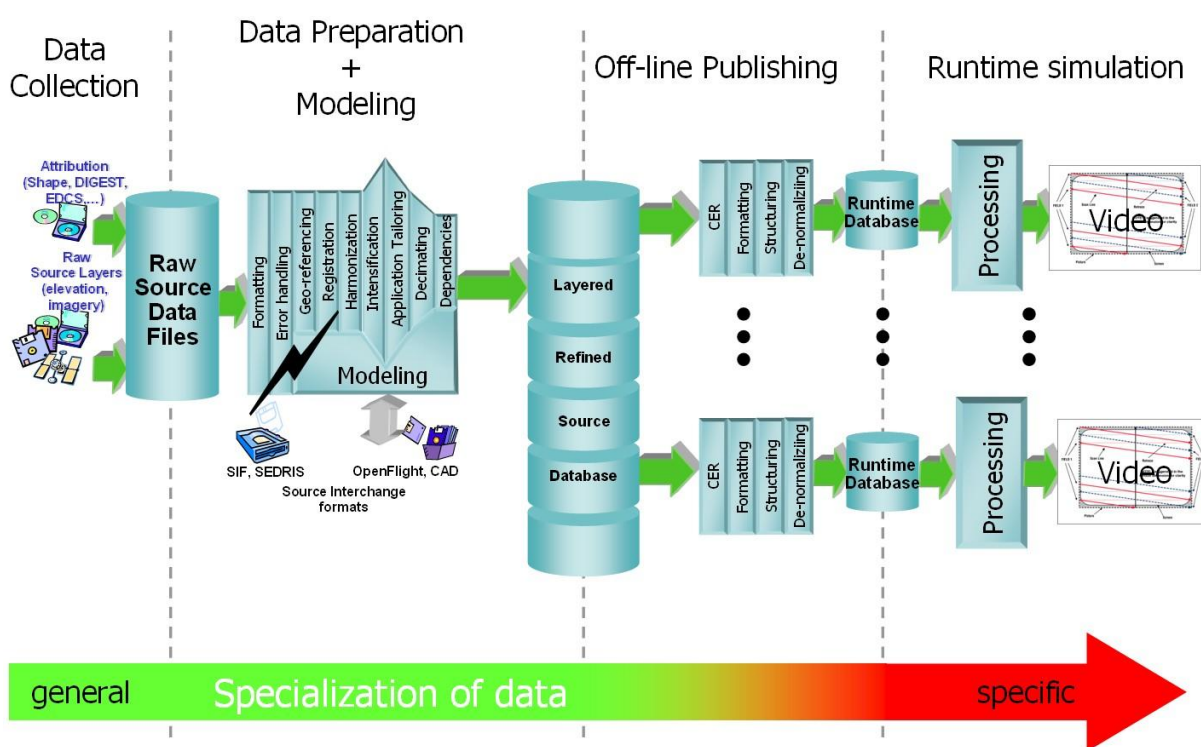 Data
Collection
Data Preparation
+
Modeling
Off-line Publishing
Runtime simulation
Attribution
(Shape, DIGEST,
EDCS,...)
Raw
Source Layers
(elevation,
imagery)
Raw
Source
Data
Files
Formatting
Error handling
Geo-referencing
Registration
Harmonization
Intensification
Application Tailoring
Decimating
Dependencies
Modeling
SIF, SEDRIS
OpenFlight, CAD
Source Interchange
formats
Layered
Refined
Source
Database
CER
Formatting
Structuring
De-normalizing
Runtime
Database
Processing
Video
CER
Formatting
Structuring
De-normaliziing
Runtime
Database
Processing
Video
general
Specialization of data
specific